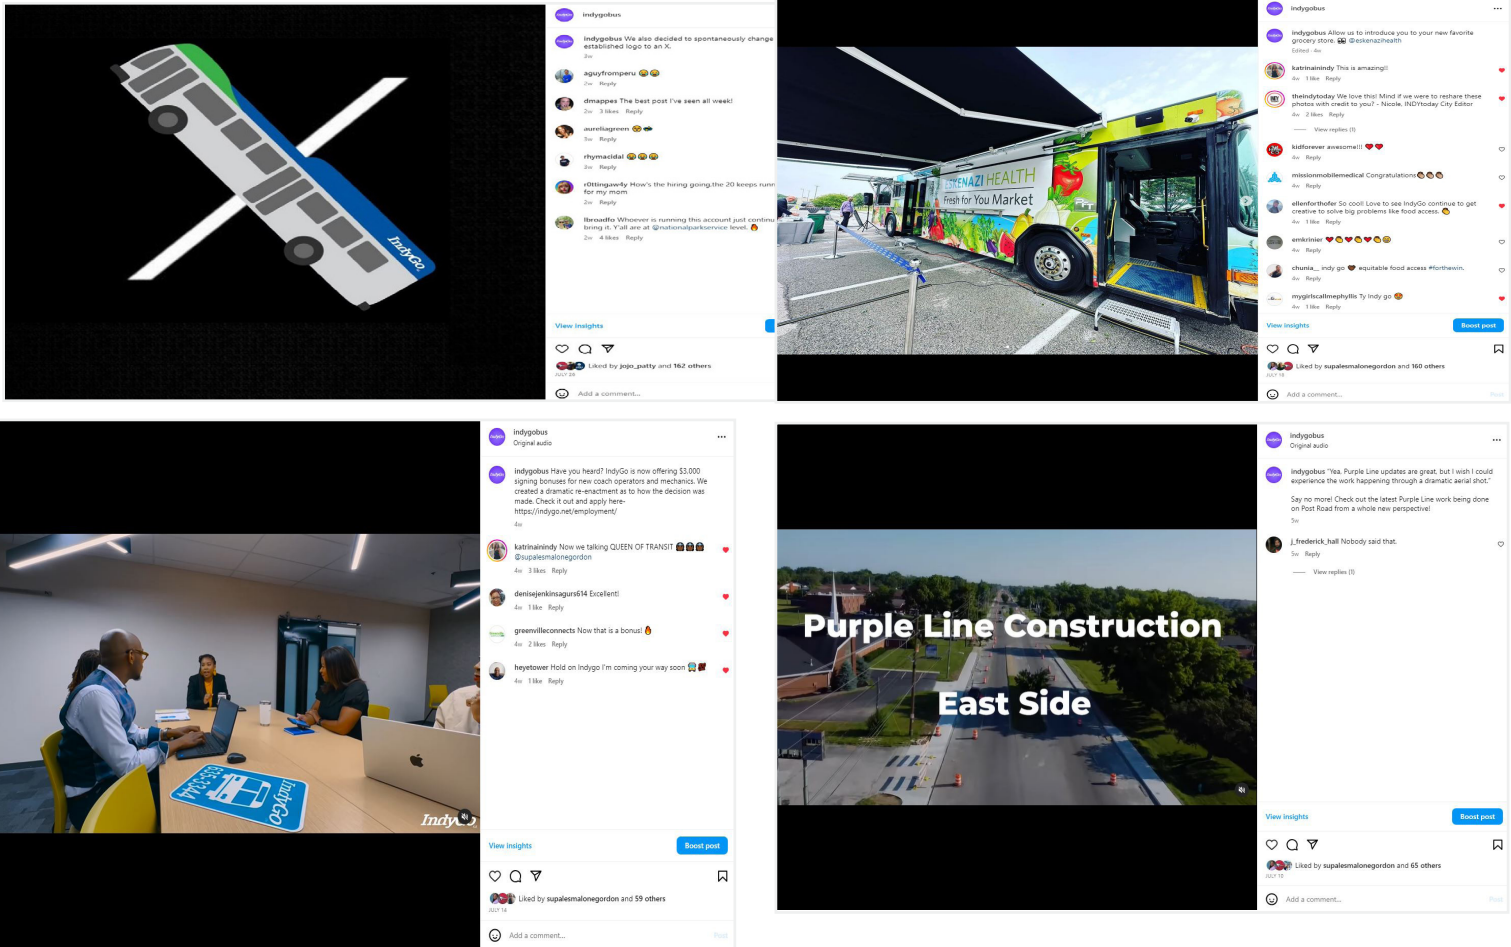 IndyGo
indygobus
indygobus We also decided to spontaneously change
established logo to an X.
3w
aguyfromperu
2w Reply
dmappes The best post I've seen all week!
2w 3 likes Reply
aureliagreen
3w Reply
rhymacidal
3w Reply
r0ttingaw4y How's the hiring going,the 20 keeps runn
for my mom
2w Reply
llbroadfo Whoever is running this account just continu
bring it. Y'all are at @nationalparkservice level.
2w 4 likes Reply
View insights
Liked by jojo_patty and 162 others
Add a comment...
ESKENAZI HEALTH
Fresh for You Market
indygobus
indygobus Allow us to introduce you to your new favorite
grocery store. @eskenazihealth
Edited · 4w
katrinainindy This is amazing!!
4w 1 like Reply
theindytoday We love this! Mind if we were to reshare these
photos with credit to you? - Nicole, INDYtoday City Editor
4w 2 likes Reply
View replies (1)
kidforever awesome!!!
4w Reply
missionmobilemedical Congratulations
4w Reply
ellenforthofer So cool! Love to see IndyGo continue to get
creative to solve big problems like food access.
4w 1 like Reply
emkrinier
4w Reply
chunia__ indy go equitable food access #forthewin.
4w Reply
mygirlscallmephyllis Ty Indy go
4w 1 like Reply
View insights
Boost post
Liked by supalesmalonegordon and 160 others
Add a comment...
Post
635-3344
IndyGo
IndyGo
indygobus
Original audio
indygobus Have you heard? IndyGo is now offering $3,000
signing bonuses for new coach operators and mechanics. We
created a dramatic re-enactment as to how the decision was
made. Check it out and apply here-
https://indygo.net/employment/
4w
katrinainindy Now we talking QUEEN OF TRANSIT
@supalesmalonegordon
4w 3 likes Reply
denisejenkinsagurs614 Excellent!
4w 1 like Reply
greenvilleconnects Now that is a bonus!
4w 2 likes Reply
heyetower Hold on Indygo I'm coming your way soon
4w 1 like Reply
View insights
Boost post
Liked by supalesmalonegordon and 59 others
JULY 14
Add a comment...
Post
Purple Line Construction
East Side
indygobus
Original audio
indygobus "Yea, Purple Line updates are great, but I wish I could
experience the work happening through a dramatic aerial shot."
Say no more! Check out the latest Purple Line work being done
on Post Road from a whole new perspective!
5w
j_frederick_hall Nobody said that.
5w Reply
View replies (1)
View insights
Boost post
Liked by supalesmalonegordon and 65 others
JULY 10
Add a comment...
Post